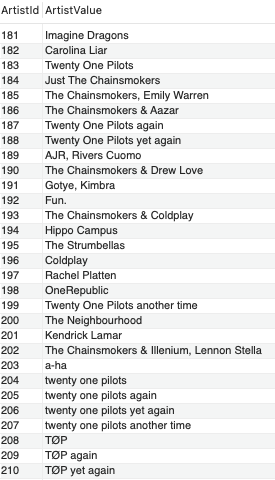 ArtistId ArtistValue
181 Imagine Dragons
182 Carolina Liar
183 Twenty One Pilots
184 Just The Chainsmokers
185 The Chainsmokers, Emily Warren
186 The Chainsmokers & Aazar
187 Twenty One Pilots again
188 Twenty One Pilots yet again
189 AJR, Rivers Cuomo
190 The Chainsmokers & Drew Love
191 Gotye, Kimbra
192 Fun.
193 The Chainsmokers & Coldplay
194 Hippo Campus
195 The Strumbellas
196 Coldplay
197 Rachel Platten
198 OneRepublic
199 Twenty One Pilots another time
200 The Neighbourhood
201 Kendrick Lamar
202 The Chainsmokers & Illenium, Lennon Stella
203 a-ha
204 twenty one pilots
205 twenty one pilots again
206 twenty one pilots yet again
207 twenty one pilots another time
208 TØP
209 TØP again
210 TØP yet again